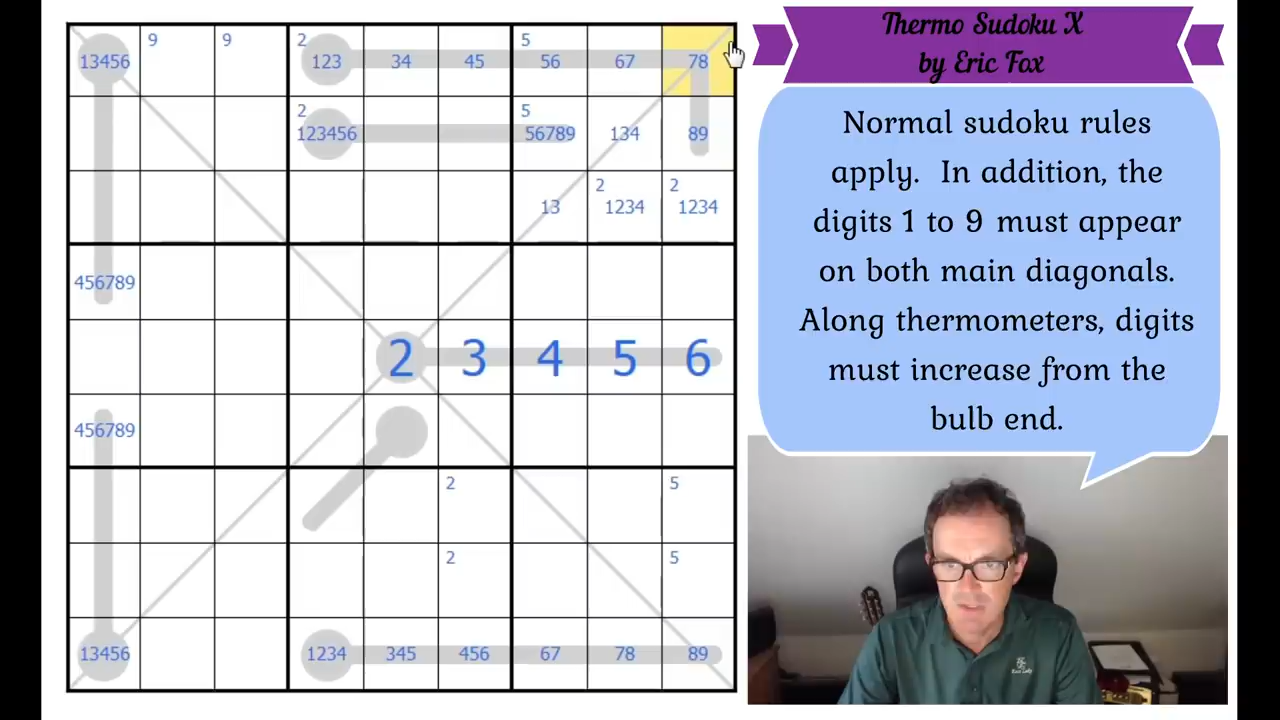 Thermo Sudoku X
by Eric Fox
Normal sudoku rules
apply. In addition, the
digits 1 to 9 must appear
on both main diagonals.
Along thermometers, digits
must increase from the
bulb end.
9 9 2 5
13456 123 34 45 56 67 78
2 5
123456 56789 134 89
2 2
13 1234 1234
456789
2 3 4 5 6
456789
2 5
2 5
13456 1234 345 456 67 78 89